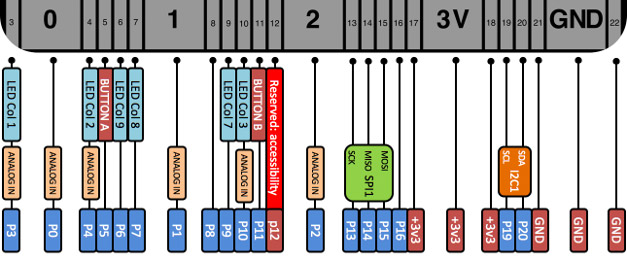 3 0 4 5 6 7 1 8 9 10 11 12 2 13 14 15 16 17 3V 18 19 20 21 GND 22
LED Col 1
LED Col 2
BUTTON A
LED Col 9
LED Col 8
LED Col 7
LED Col 3
BUTTON B
Reserved: accessibility
ANALOG IN
ANALOG IN
ANALOG IN
ANALOG IN
ANALOG IN
ANALOG IN
SCK
MISO
MOSI
SPI1
SCL
SDA
I2C1
P3
P0
P4
P5
P6
P7
P1
P8
P9
P10
P11
p12
P2
P13
P14
P15
P16
+3v3
+3v3
+3v3
P19
P20
GND
GND
GND